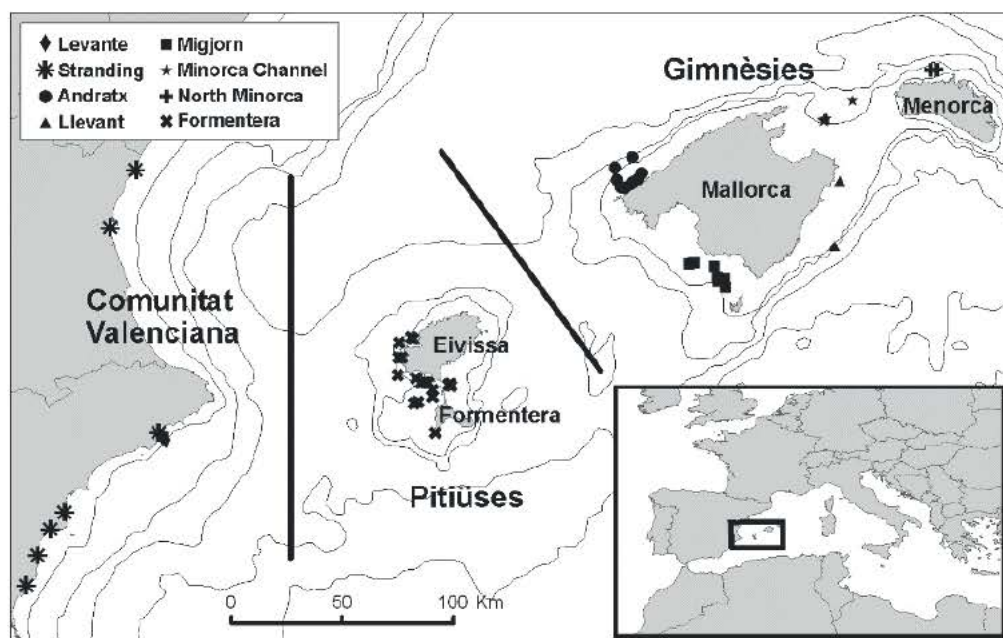 Levante
Stranding
Andratx
Llevant
Migjorn
Minorca Channel
North Minorca
Formentera
Gimnèsies
Menorca
Mallorca
Comunitat
Valenciana
Eivissa
Formentera
Pitiüses
0 50 100 Km